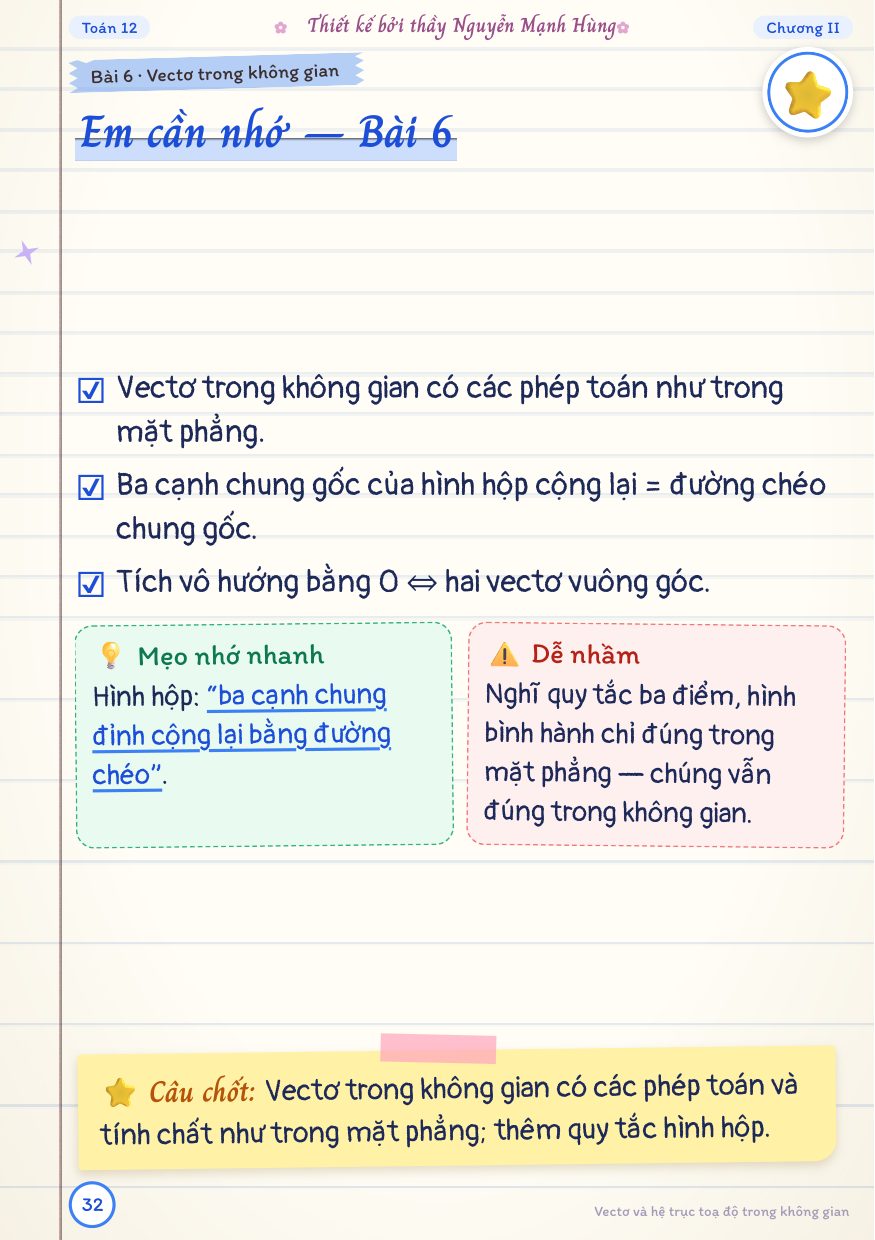 Toán 12
Thiết kế bởi thầy Nguyễn Mạnh Hùng
Chương II
Bài 6 · Vectơ trong không gian
Em cần nhớ — Bài 6
Vectơ trong không gian có các phép toán như trong
mặt phẳng.
Ba cạnh chung gốc của hình hộp cộng lại = đường chéo
chung gốc.
Tích vô hướng bằng 0 ⇔ hai vectơ vuông góc.
Mẹo nhớ nhanh
Hình hộp: “ba cạnh chung
đỉnh cộng lại bằng đường
chéo”.
Dễ nhầm
Nghĩ quy tắc ba điểm, hình
bình hành chỉ đúng trong
mặt phẳng — chúng vẫn
đúng trong không gian.
Câu chốt: Vectơ trong không gian có các phép toán và
tính chất như trong mặt phẳng; thêm quy tắc hình hộp.
32
Vectơ và hệ trục toạ độ trong không gian